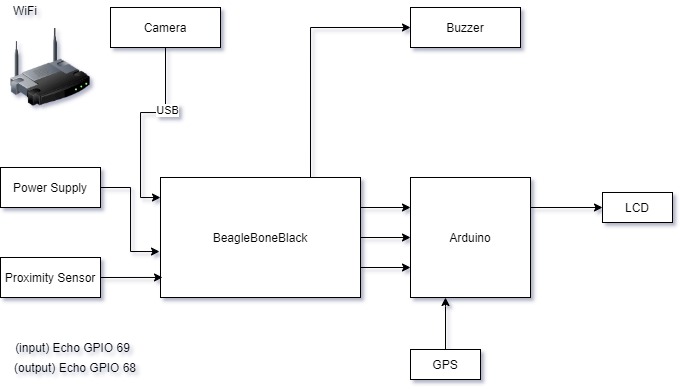 WiFi
Camera
Buzzer
USB
Power Supply
BeagleBoneBlack
Arduino
LCD
Proximity Sensor
(input) Echo GPIO 69
(output) Echo GPIO 68
GPS